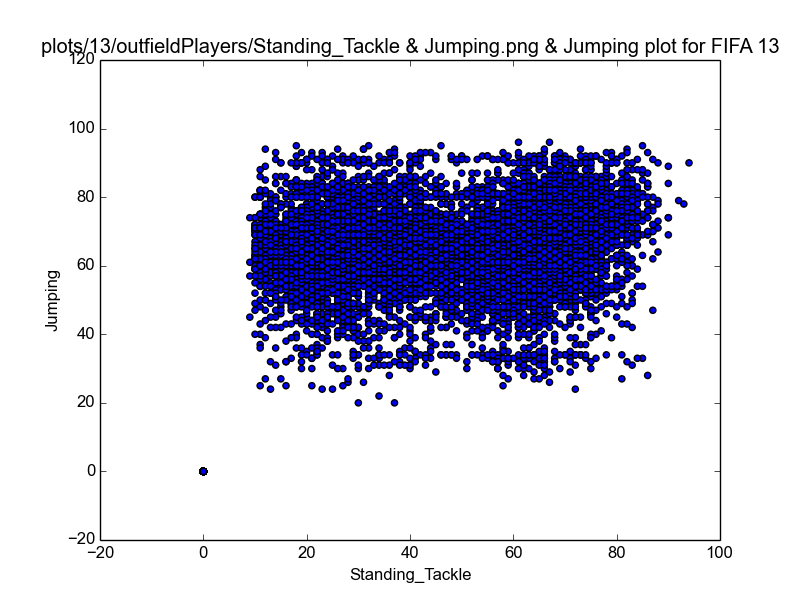 plots/13/outfieldPlayers/Standing_Tackle & Jumping.png & Jumping plot for FIFA 13
120
100
80
60
40
20
0
−20
Jumping
−20 0 20 40 60 80 100
Standing_Tackle